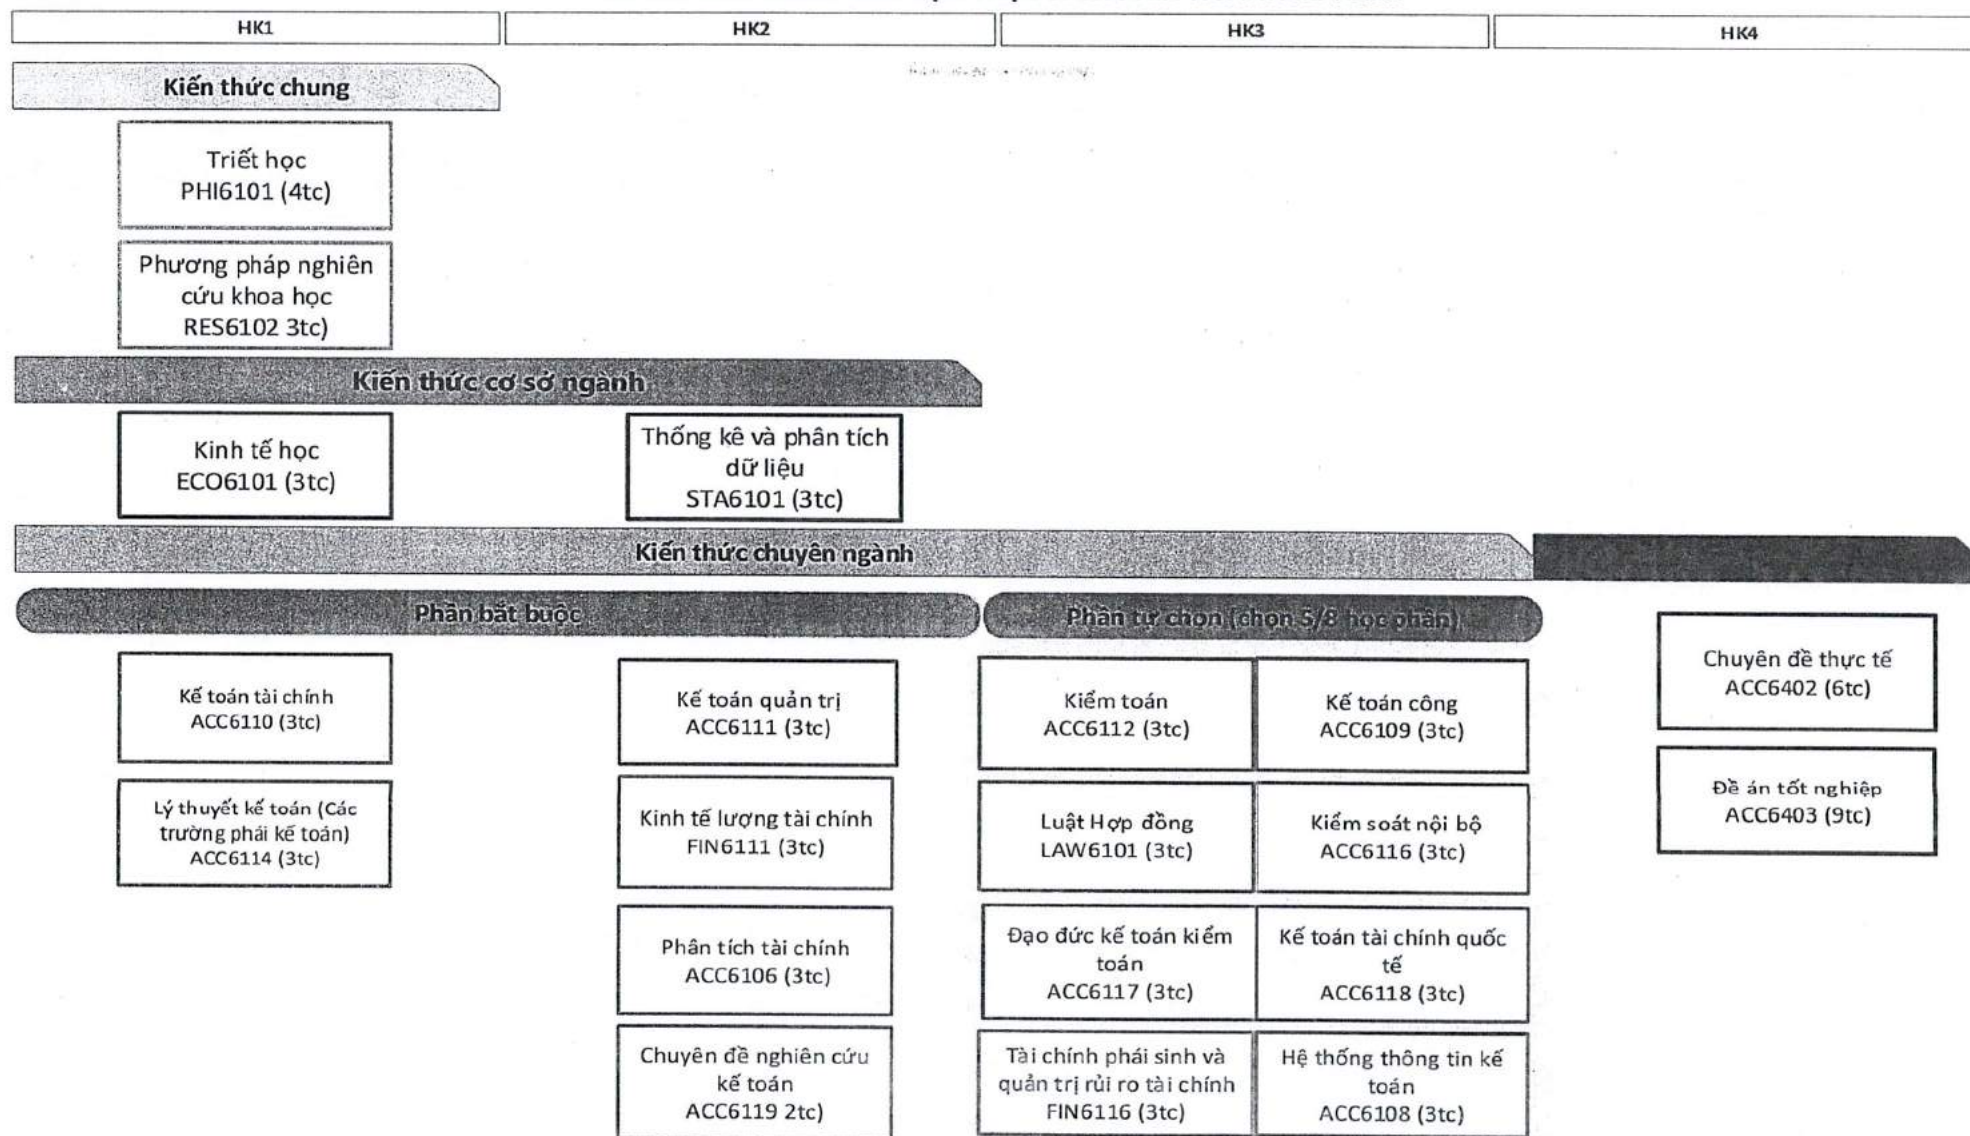 HK1
HK2
HK3
HK4
Kiến thức chung
Triết học
PHI6101 (4tc)
Phương pháp nghiên
cứu khoa học
RES6102 3tc)
Kiến thức cơ sở ngành
Kinh tế học
ECO6101 (3tc)
Thống kê và phân tích
dữ liệu
STA6101 (3tc)
Kiến thức chuyên ngành
Phần bắt buộc
Phần tự chọn (chọn 5/8 học phần)
Kế toán tài chính
ACC6110 (3tc)
Kế toán quản trị
ACC6111 (3tc)
Kiểm toán
ACC6112 (3tc)
Kế toán công
ACC6109 (3tc)
Chuyên đề thực tế
ACC6402 (6tc)
Lý thuyết kế toán (Các
trường phái kế toán)
ACC6114 (3tc)
Kinh tế lượng tài chính
FIN6111 (3tc)
Luật Hợp đồng
LAW6101 (3tc)
Kiểm soát nội bộ
ACC6116 (3tc)
Đề án tốt nghiệp
ACC6403 (9tc)
Phân tích tài chính
ACC6106 (3tc)
Đạo đức kế toán kiểm
toán
ACC6117 (3tc)
Kế toán tài chính quốc
tế
ACC6118 (3tc)
Chuyên đề nghiên cứu
kế toán
ACC6119 2tc)
Tài chính phái sinh và
quản trị rủi ro tài chính
FIN6116 (3tc)
Hệ thống thông tin kế
toán
ACC6108 (3tc)